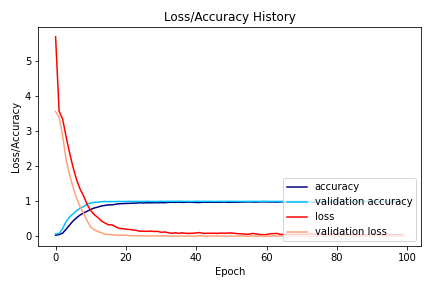 Loss/Accuracy History
Loss/Accuracy
5
4
3
2
1
0
accuracy
validation accuracy
loss
validation loss
0 20 40 60 80 100
Epoch